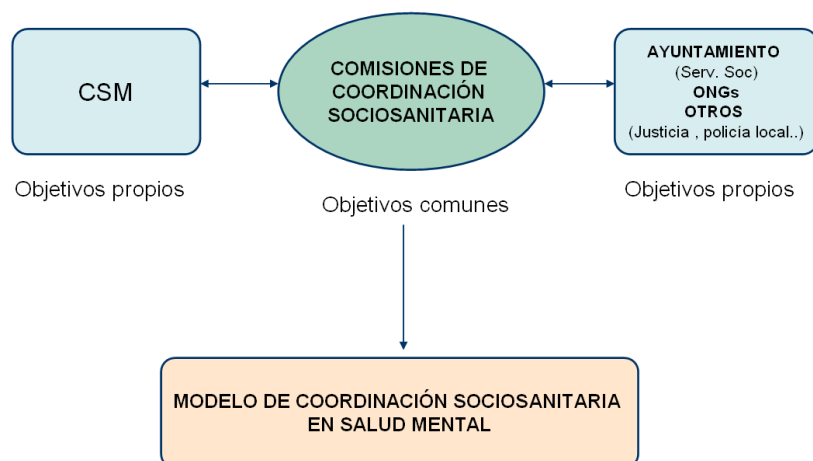 CSM
COMISIONES DE
COORDINACIÓN
SOCIOSANITARIA
AYUNTAMIENTO
(Serv. Soc)
ONGs
OTROS
(Justicia , policía local..)
Objetivos propios
Objetivos comunes
Objetivos propios
MODELO DE COORDINACIÓN SOCIOSANITARIA
EN SALUD MENTAL